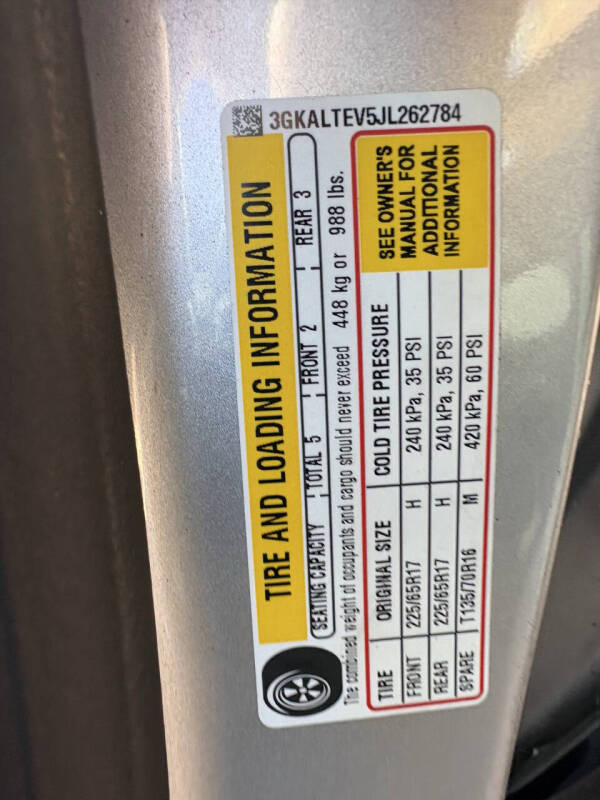 3GKALTEV5JL262784
TIRE AND LOADING INFORMATION
SEATING CAPACITY TOTAL 5 FRONT 2 REAR 3
The combined weight of occupants and cargo should never exceed 448 kg or 988 lbs.
TIRE ORIGINAL SIZE COLD TIRE PRESSURE
FRONT 225/65R17 H 240 kPa, 35 PSI
REAR 225/65R17 H 240 kPa, 35 PSI
SPARE T135/70R16 M 420 kPa, 60 PSI
SEE OWNER'S
MANUAL FOR
ADDITIONAL
INFORMATION